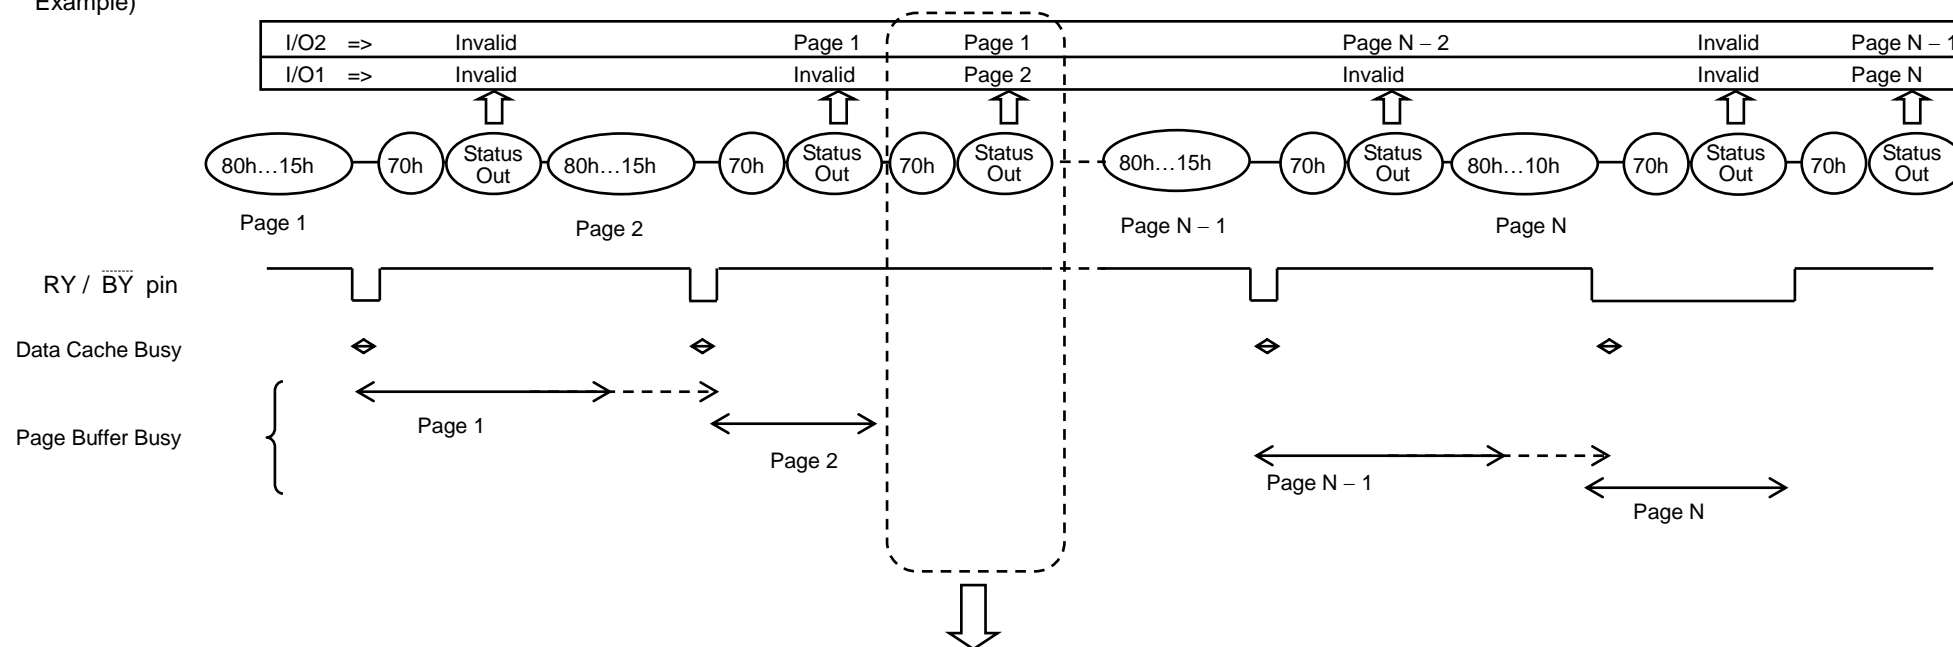 Example)
I/O2 => Invalid Page 1 Page 1 Page N − 2 Invalid Page N − 1
I/O1 => Invalid Invalid Page 2 Invalid Invalid Page N
80h…15h 70h Status Out 80h…15h 70h Status Out 70h Status Out 80h…15h 70h Status Out 80h…10h 70h Status Out 70h Status Out
Page 1 Page 2 Page N − 1 Page N
RY / BY pin
Data Cache Busy
Page 1
Page Buffer Busy
Page 2
Page N − 1
Page N